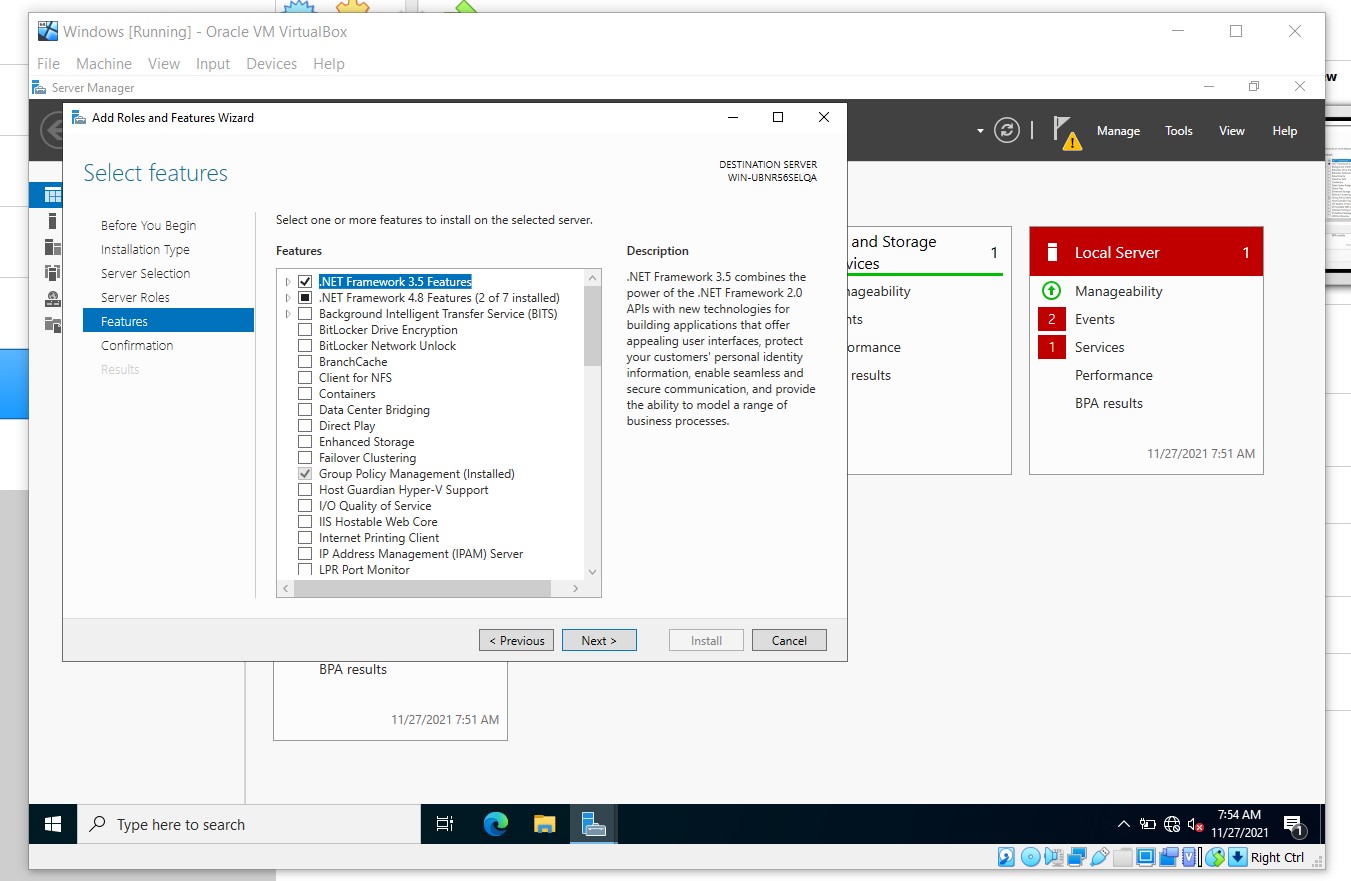 Windows [Running] - Oracle VM VirtualBox
File Machine View Input Devices Help
Server Manager
Add Roles and Features Wizard
Manage Tools View Help
Select features
DESTINATION SERVER
WIN-UBNR56SELQA
Before You Begin
Installation Type
Server Selection
Server Roles
Features
Confirmation
Results
Select one or more features to install on the selected server.
Features
.NET Framework 3.5 Features
.NET Framework 4.8 Features (2 of 7 installed)
Background Intelligent Transfer Service (BITS)
BitLocker Drive Encryption
BitLocker Network Unlock
BranchCache
Client for NFS
Containers
Data Center Bridging
Direct Play
Enhanced Storage
Failover Clustering
Group Policy Management (Installed)
Host Guardian Hyper-V Support
I/O Quality of Service
IIS Hostable Web Core
Internet Printing Client
IP Address Management (IPAM) Server
LPR Port Monitor
Description
.NET Framework 3.5 combines the
power of the .NET Framework 2.0
APIs with new technologies for
building applications that offer
appealing user interfaces, protect
your customers' personal identity
information, enable seamless and
secure communication, and provide
the ability to model a range of
business processes.
< Previous Next > Install Cancel
and Storage 1
vices
nageability
nts
ormance
results
Local Server 1
Manageability
2 Events
1 Services
Performance
BPA results
11/27/2021 7:51 AM
BPA results
11/27/2021 7:51 AM
Type here to search
7:54 AM
11/27/2021
1
Right Ctrl
ew